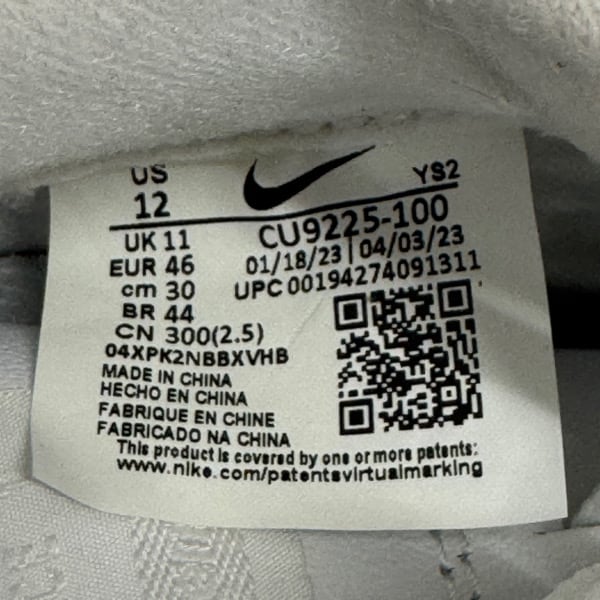 US
12
YS2
CU9225-100
UK 11
01/18/23 | 04/03/23
EUR 46
UPC 00194274091311
cm 30
BR 44
CN 300(2.5)
04XPK2NBBXVHB
MADE IN CHINA
HECHO EN CHINA
FABRIQUE EN CHINE
FABRICADO NA CHINA
This product is covered by one or more patents:
www.nike.com/patentsvirtualmarking